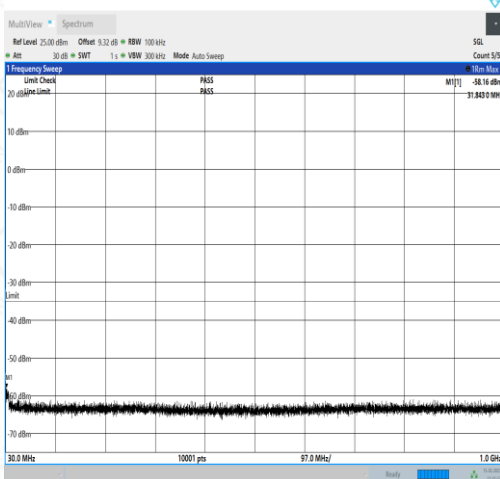 MultiView Spectrum
Ref Level 25.00 dBm Offset 9.32 dB RBW 100 kHz SGL
Att 30 dB SWT 1 s VBW 300 kHz Mode Auto Sweep Count 5/5
1 Frequency Sweep 1Rm Max
Limit Check PASS M1[1] -58.16 dBm
Line Limit PASS 31.8430 MH
20 dBm
10 dBm
0 dBm
-10 dBm
-20 dBm
-30 dBm
Limit
-40 dBm
-50 dBm
M1
-60 dBm
-70 dBm
30.0 MHz 10001 pts 97.0 MHz/ 1.0 GHz
Ready